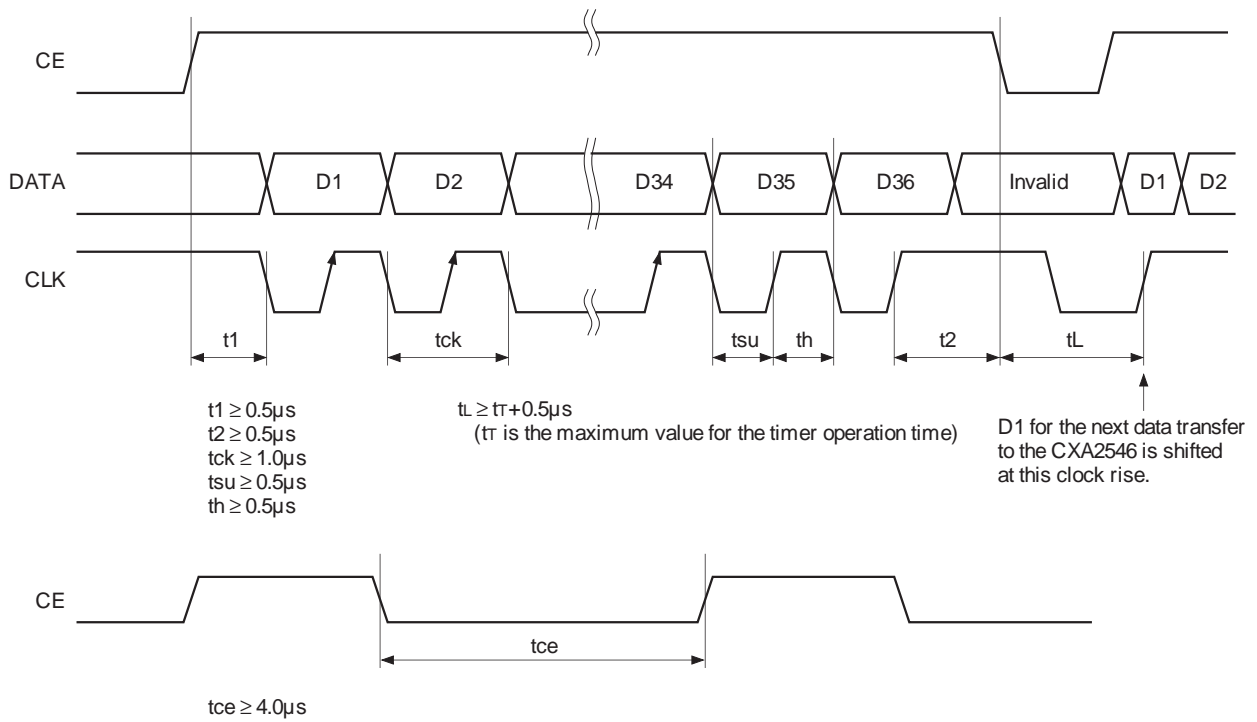 CE
DATA D1 D2 D34 D35 D36 Invalid D1 D2
CLK
t1 tck tsu th t2 tL
t1 ≥ 0.5µs
t2 ≥ 0.5µs
tck ≥ 1.0µs
tsu ≥ 0.5µs
th ≥ 0.5µs
tL ≥ tT+0.5µs
(tT is the maximum value for the timer operation time)
D1 for the next data transfer
to the CXA2546 is shifted
at this clock rise.
CE
tce
tce ≥ 4.0µs